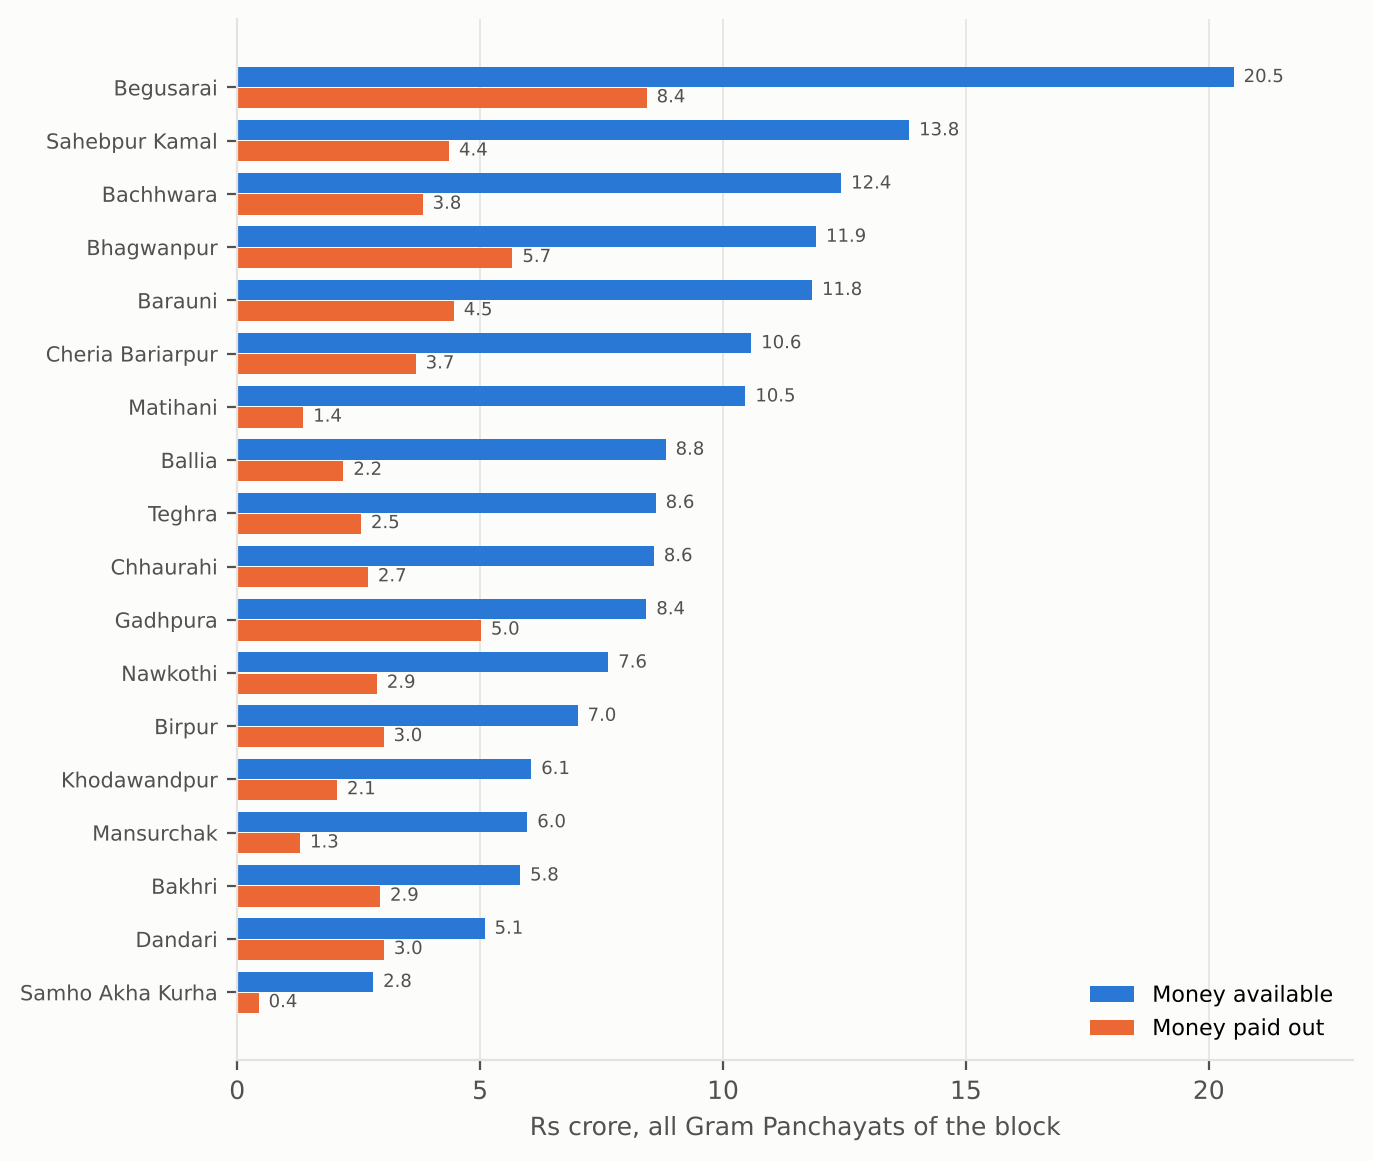 Begusarai 20.5
8.4
Sahebpur Kamal 13.8
4.4
Bachhwara 12.4
3.8
Bhagwanpur 11.9
5.7
Barauni 11.8
4.5
Cheria Bariarpur 10.6
3.7
Matihani 10.5
1.4
Ballia 8.8
2.2
Teghra 8.6
2.5
Chhaurahi 8.6
2.7
Gadhpura 8.4
5.0
Nawkothi 7.6
2.9
Birpur 7.0
3.0
Khodawandpur 6.1
2.1
Mansurchak 6.0
1.3
Bakhri 5.8
2.9
Dandari 5.1
3.0
Samho Akha Kurha 2.8
0.4
Money available
Money paid out
0 5 10 15 20
Rs crore, all Gram Panchayats of the block